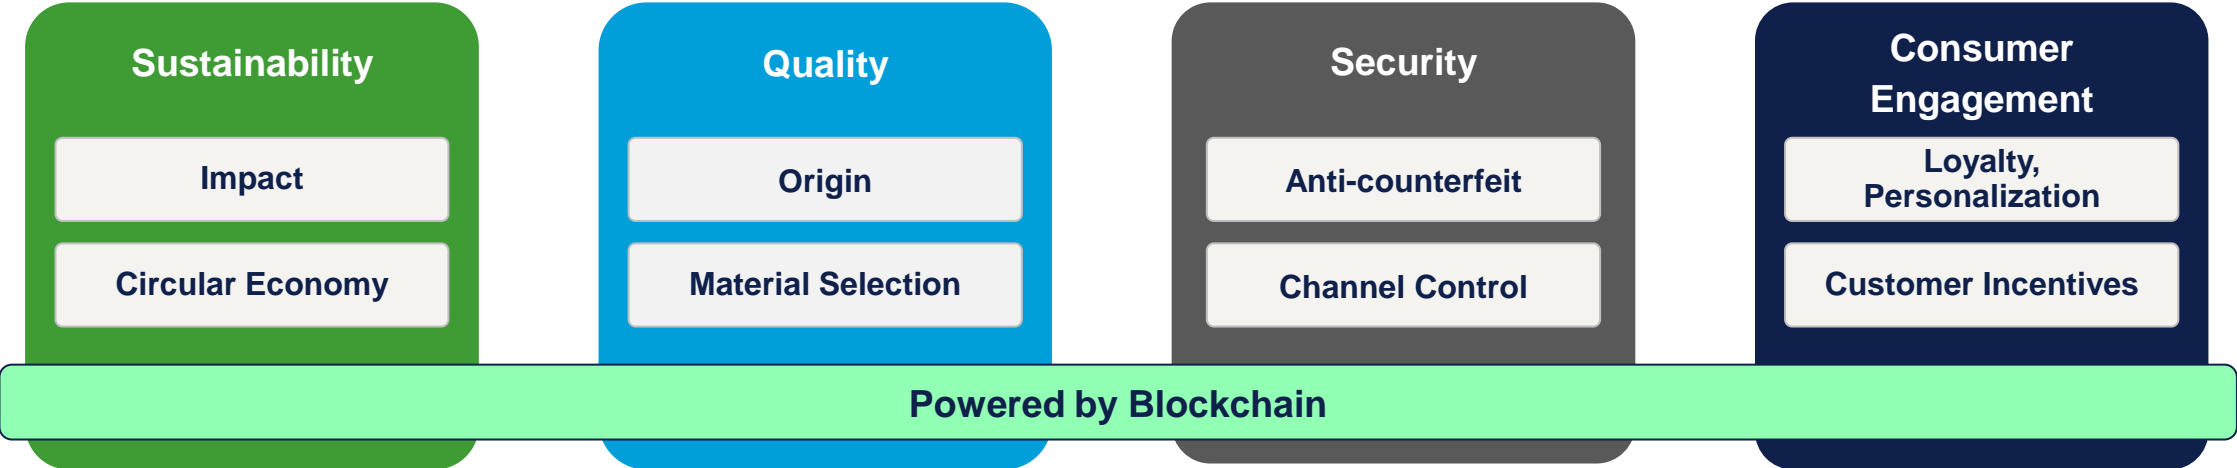 Sustainability
Impact
Circular Economy
Quality
Origin
Material Selection
Security
Anti-counterfeit
Channel Control
Consumer
Engagement
Loyalty,
Personalization
Customer Incentives
Powered by Blockchain